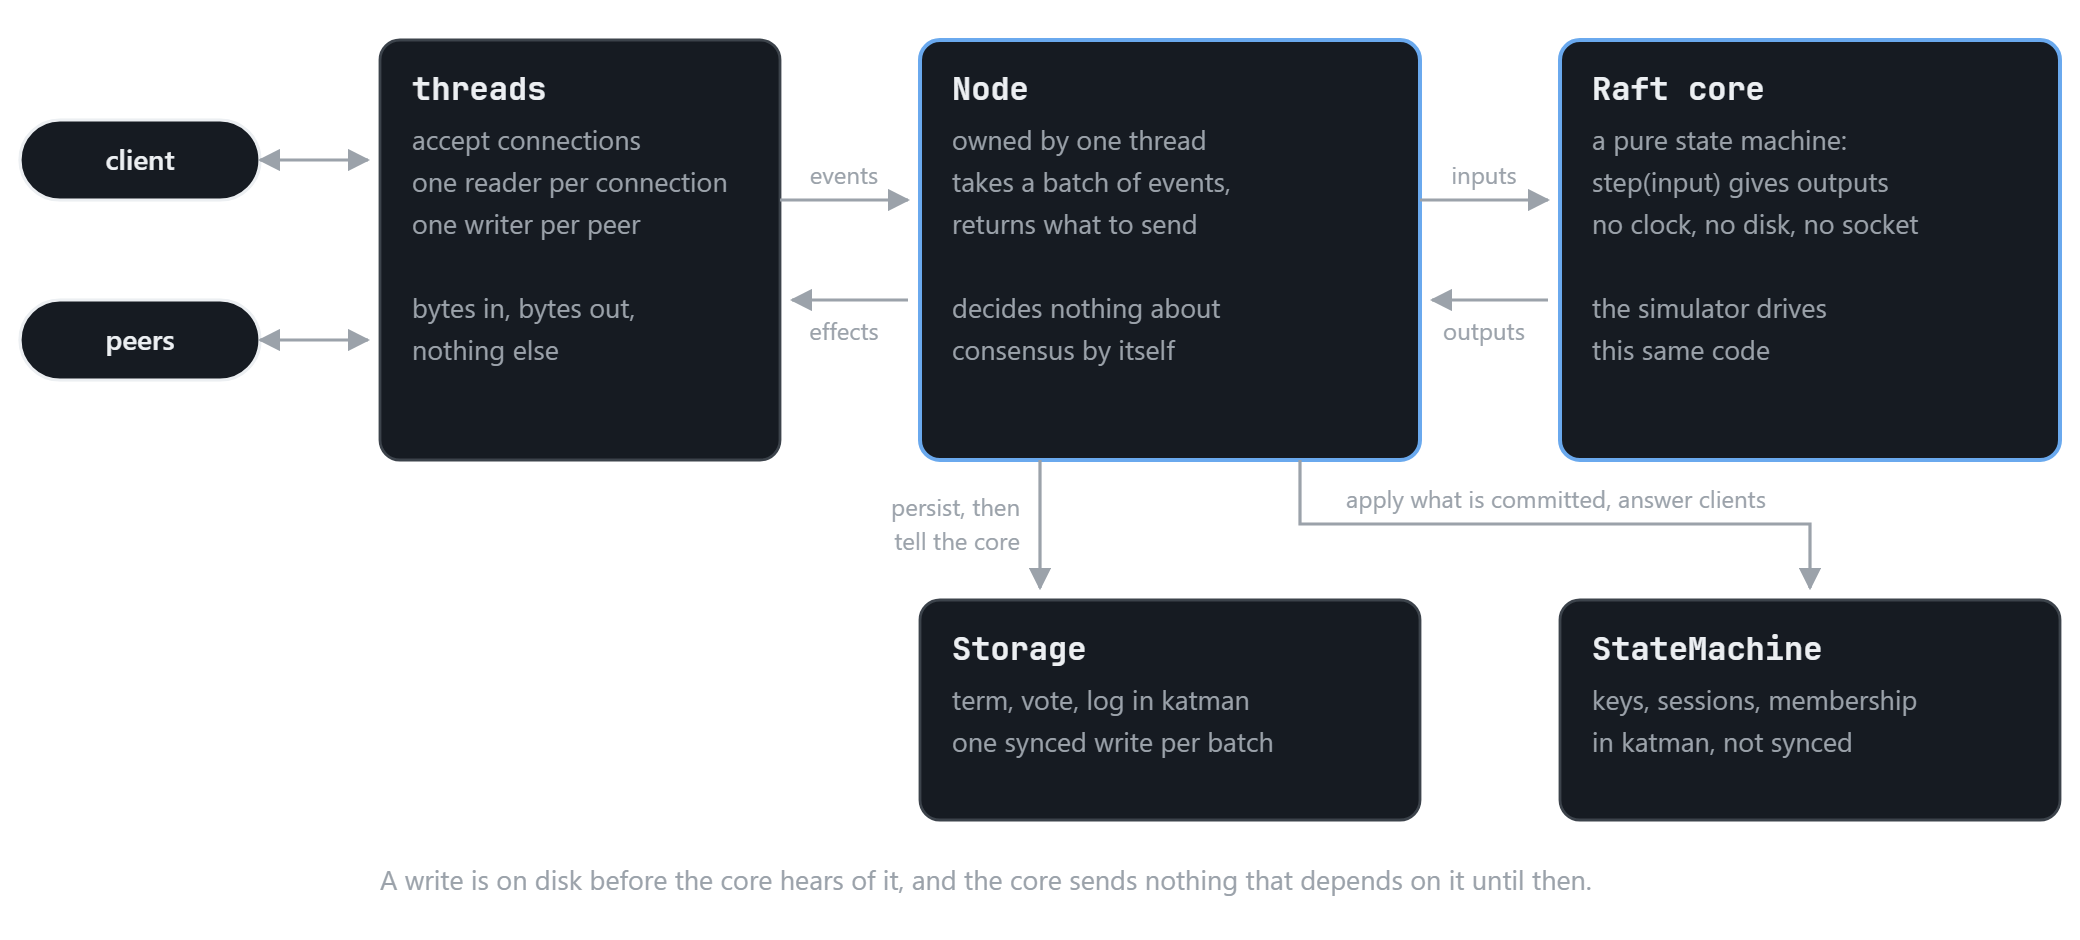 client
peers
threads
accept connections
one reader per connection
one writer per peer
bytes in, bytes out,
nothing else
events
effects
Node
owned by one thread
takes a batch of events,
returns what to send
decides nothing about
consensus by itself
inputs
outputs
Raft core
a pure state machine:
step(input) gives outputs
no clock, no disk, no socket
the simulator drives
this same code
persist, then
tell the core
apply what is committed, answer clients
Storage
term, vote, log in katman
one synced write per batch
StateMachine
keys, sessions, membership
in katman, not synced
A write is on disk before the core hears of it, and the core sends nothing that depends on it until then.